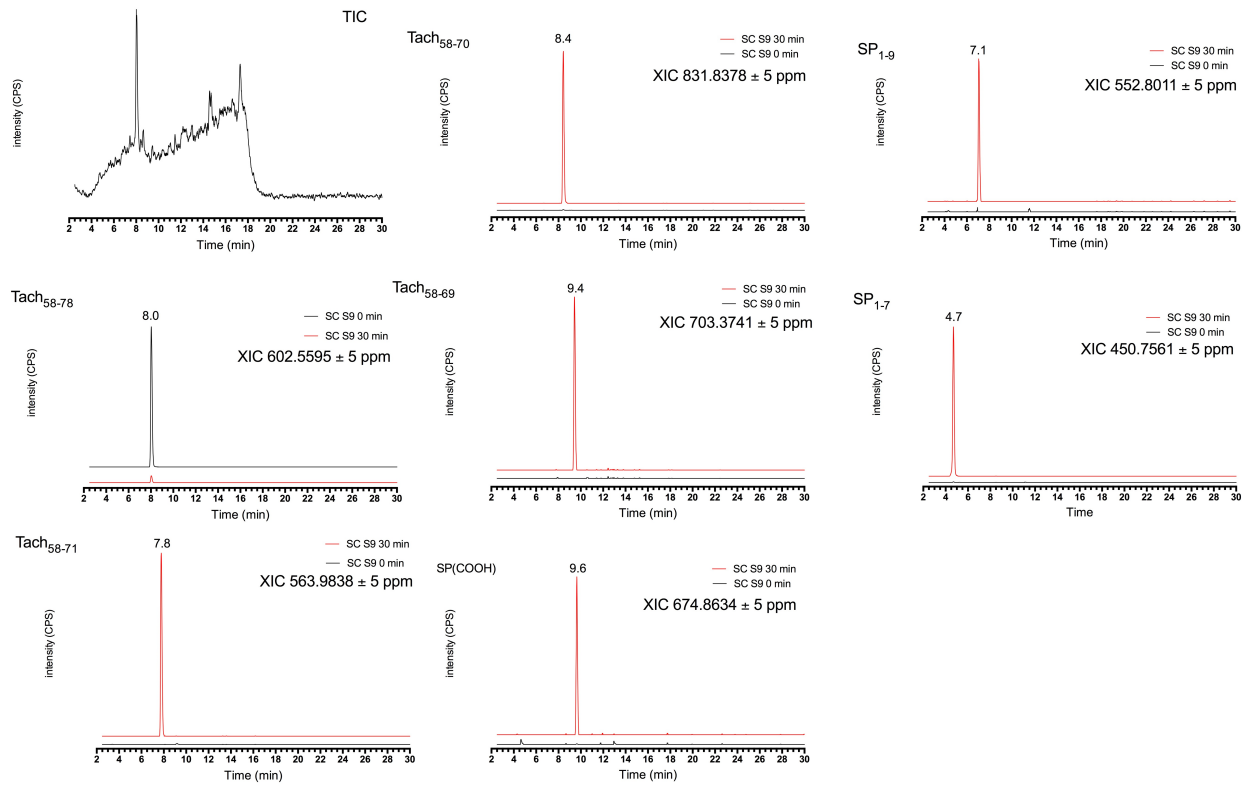 TIC
intensity (CPS)
2 4 6 8 10 12 14 16 18 20 22 24 26 28 30
Time (min)
Tach58-70
8.4
SC S9 30 min
SC S9 0 min
XIC 831.8378 ± 5 ppm
intensity (CPS)
2 4 6 8 10 12 14 16 18 20 22 24 26 28 30
Time (min)
SP1-9
7.1
SC S9 30 min
SC S9 0 min
XIC 552.8011 ± 5 ppm
intensity (CPS)
2 4 6 8 10 12 14 16 18 20 22 24 26 28 30
Time (min)
Tach58-78
8.0
SC S9 0 min
SC S9 30 min
XIC 602.5595 ± 5 ppm
intensity (CPS)
2 4 6 8 10 12 14 16 18 20 22 24 26 28 30
Time (min)
Tach58-69
9.4
SC S9 30 min
SC S9 0 min
XIC 703.3741 ± 5 ppm
intensity (CPS)
2 4 6 8 10 12 14 16 18 20 22 24 26 28 30
Time (min)
SP1-7
4.7
SC S9 30 min
SC S9 0 min
XIC 450.7561 ± 5 ppm
intensity (CPS)
2 4 6 8 10 12 14 16 18 20 22 24 26 28 30
Time
Tach58-71
7.8
SC S9 30 min
SC S9 0 min
XIC 563.9838 ± 5 ppm
intensity (CPS)
2 4 6 8 10 12 14 16 18 20 22 24 26 28 30
Time (min)
SP(COOH)
9.6
SC S9 30 min
SC S9 0 min
XIC 674.8634 ± 5 ppm
intensity (CPS)
2 4 6 8 10 12 14 16 18 20 22 24 26 28 30
Time (min)